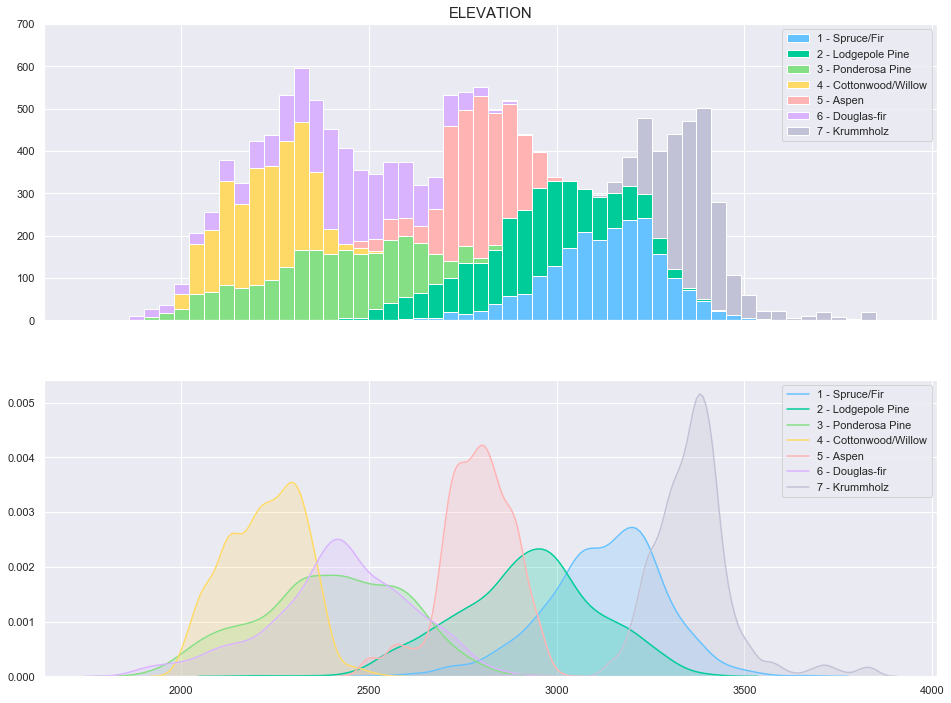 ELEVATION
700
600
500
400
300
200
100
0
1 - Spruce/Fir
2 - Lodgepole Pine
3 - Ponderosa Pine
4 - Cottonwood/Willow
5 - Aspen
6 - Douglas-fir
7 - Krummholz
0.005
0.004
0.003
0.002
0.001
0.000
1 - Spruce/Fir
2 - Lodgepole Pine
3 - Ponderosa Pine
4 - Cottonwood/Willow
5 - Aspen
6 - Douglas-fir
7 - Krummholz
2000 2500 3000 3500 4000